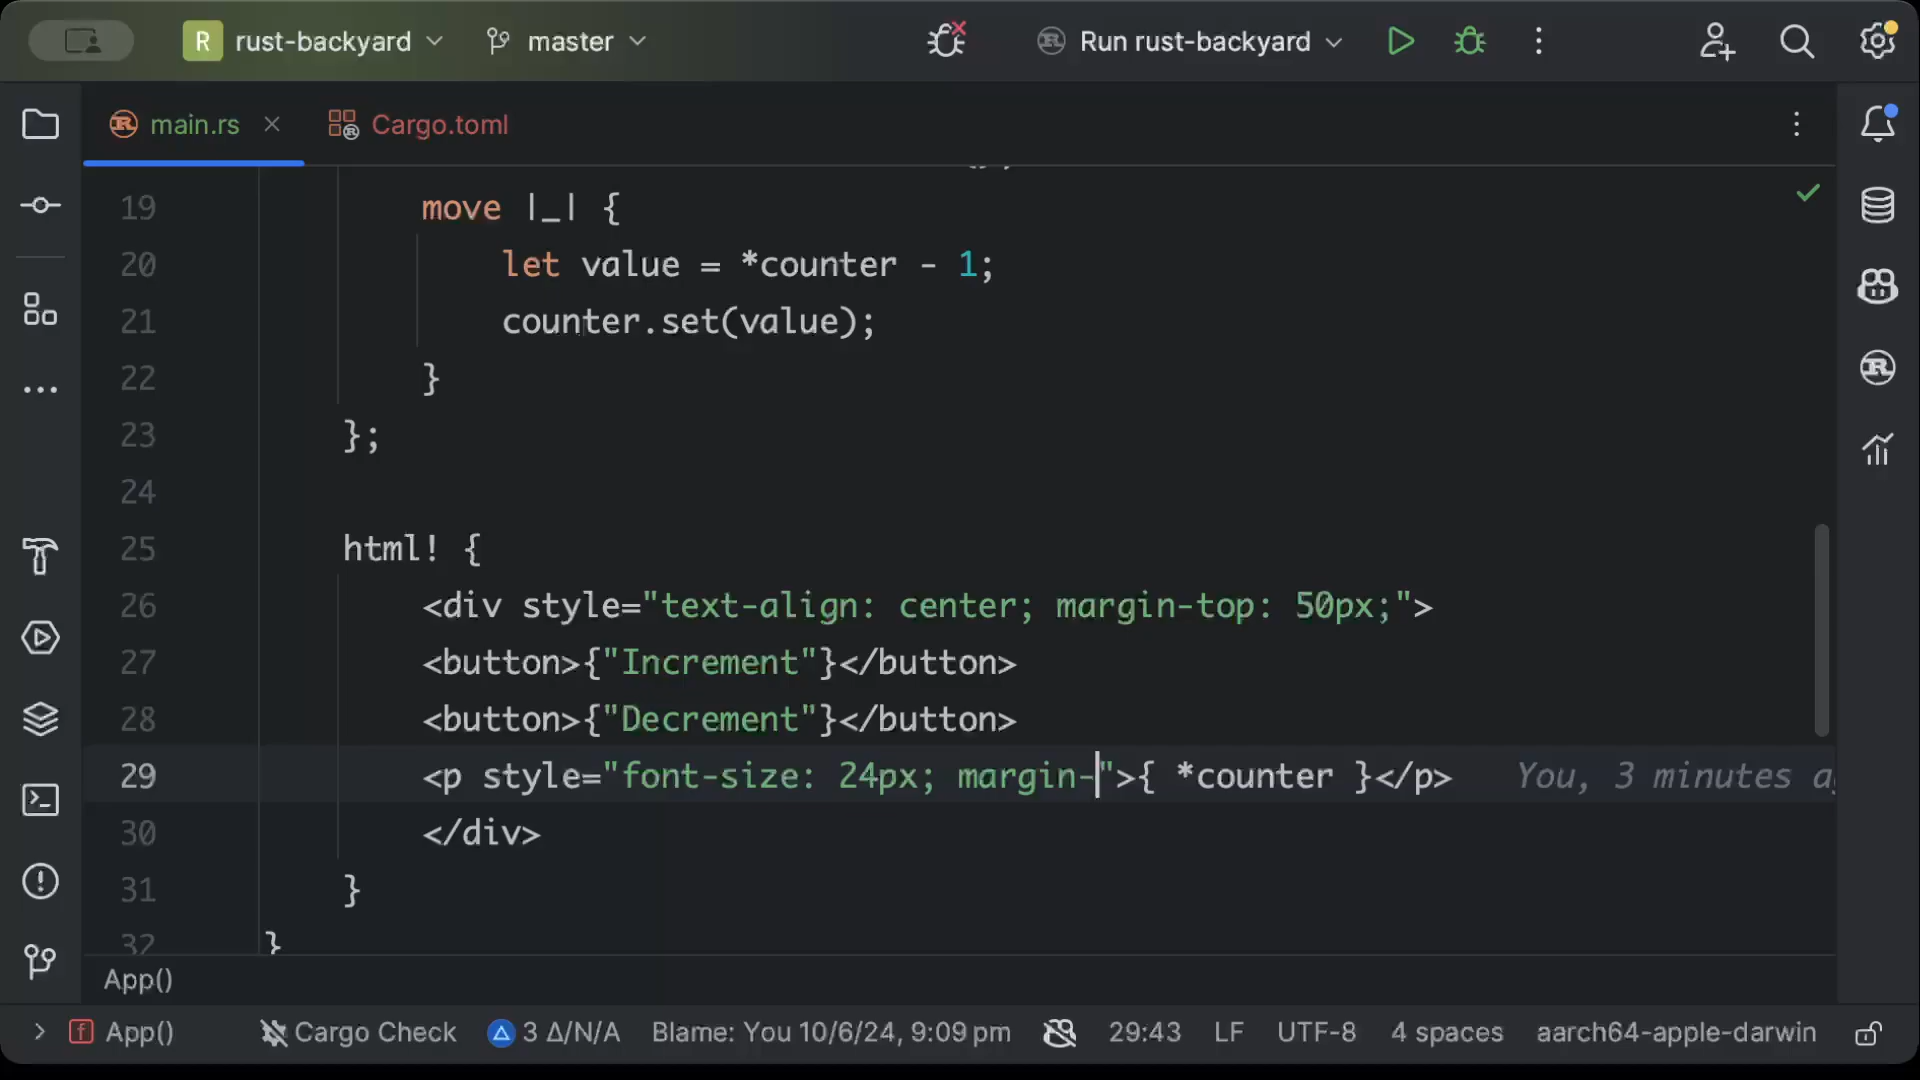 R rust-backyard master Run rust-backyard
main.rs Cargo.toml
19 move |_| {
20 let value = *counter - 1;
21 counter.set(value);
22 }
23 };
24
25 html! {
26 <div style="text-align: center; margin-top: 50px;">
27 <button>{"Increment"}</button>
28 <button>{"Decrement"}</button>
29 <p style="font-size: 24px; margin-">{ *counter }</p> You, 3 minutes a
30 </div>
31 }
32 }
App()
f App() Cargo Check 3 Δ/N/A Blame: You 10/6/24, 9:09 pm 29:43 LF UTF-8 4 spaces aarch64-apple-darwin